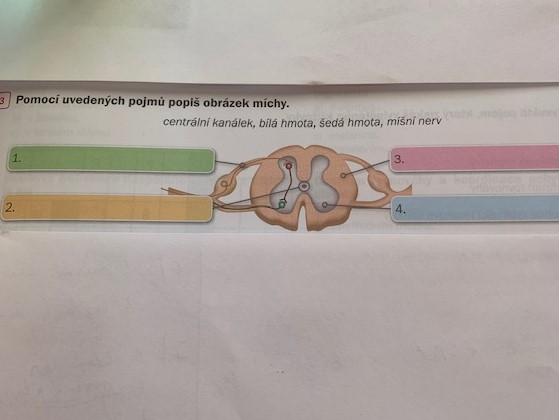 3 Pomocí uvedených pojmů popiš obrázek míchy.
centrální kanálek, bílá hmota, šedá hmota, míšní nerv
1.
3.
2.
4.